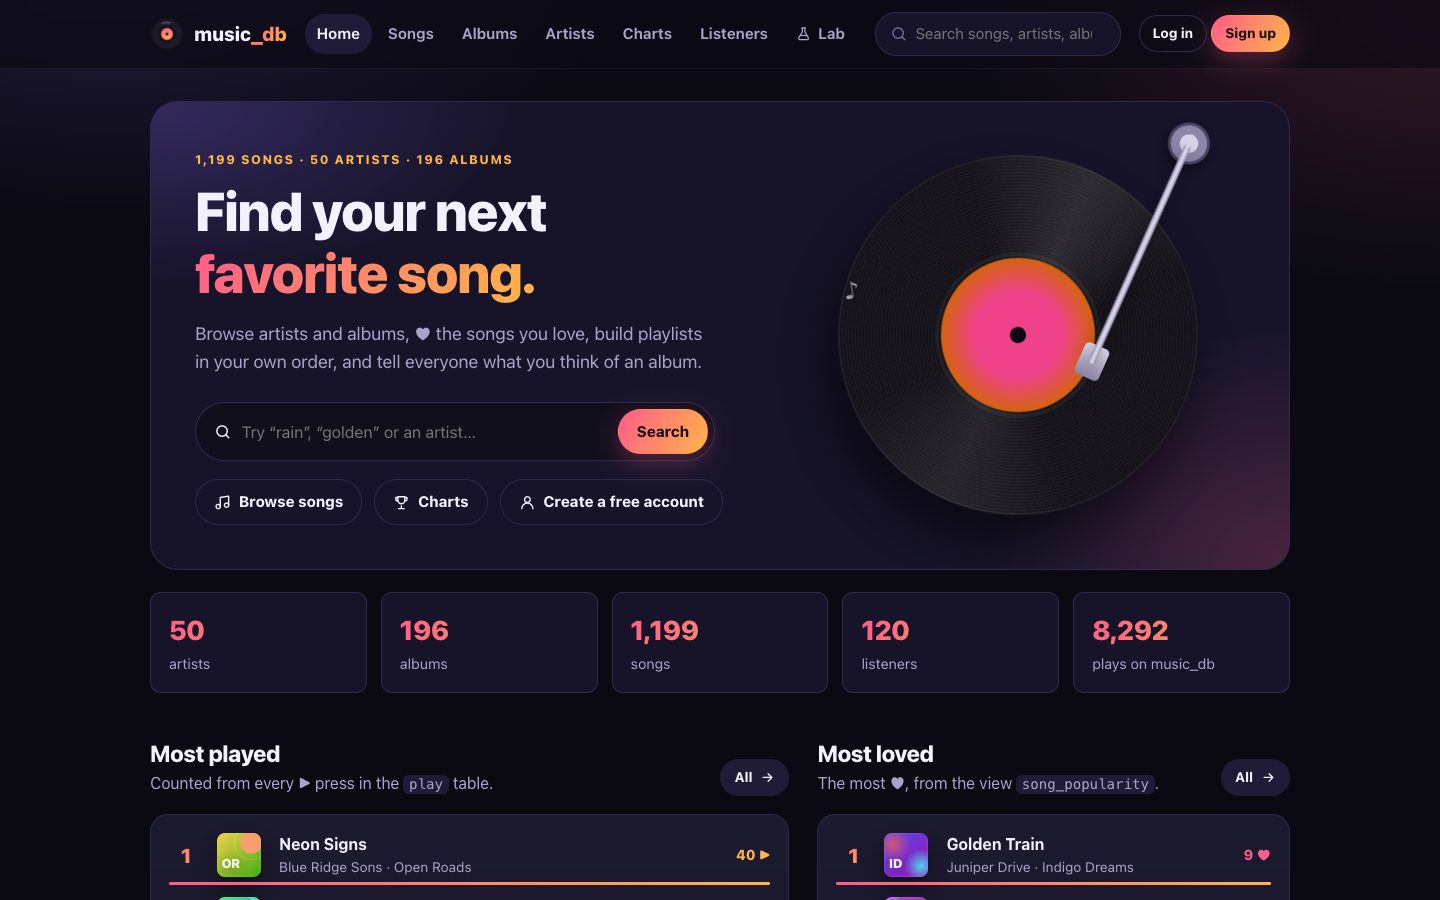 music_db
Home
Songs
Albums
Artists
Charts
Listeners
Lab
Search songs, artists, albu
Log in
Sign up
1,199 SONGS · 50 ARTISTS · 196 ALBUMS
Find your next
favorite song.
Browse artists and albums, ♥ the songs you love, build playlists
in your own order, and tell everyone what you think of an album.
Try “rain”, “golden” or an artist…
Search
Browse songs
Charts
Create a free account
50
artists
196
albums
1,199
songs
120
listeners
8,292
plays on music_db
Most played
Counted from every ▶ press in the play table.
All →
Most loved
The most ♥, from the view song_popularity.
All →
1
OR
Neon Signs
Blue Ridge Sons · Open Roads
40 ▶
1
ID
Golden Train
Juniper Drive · Indigo Dreams
9 ♥